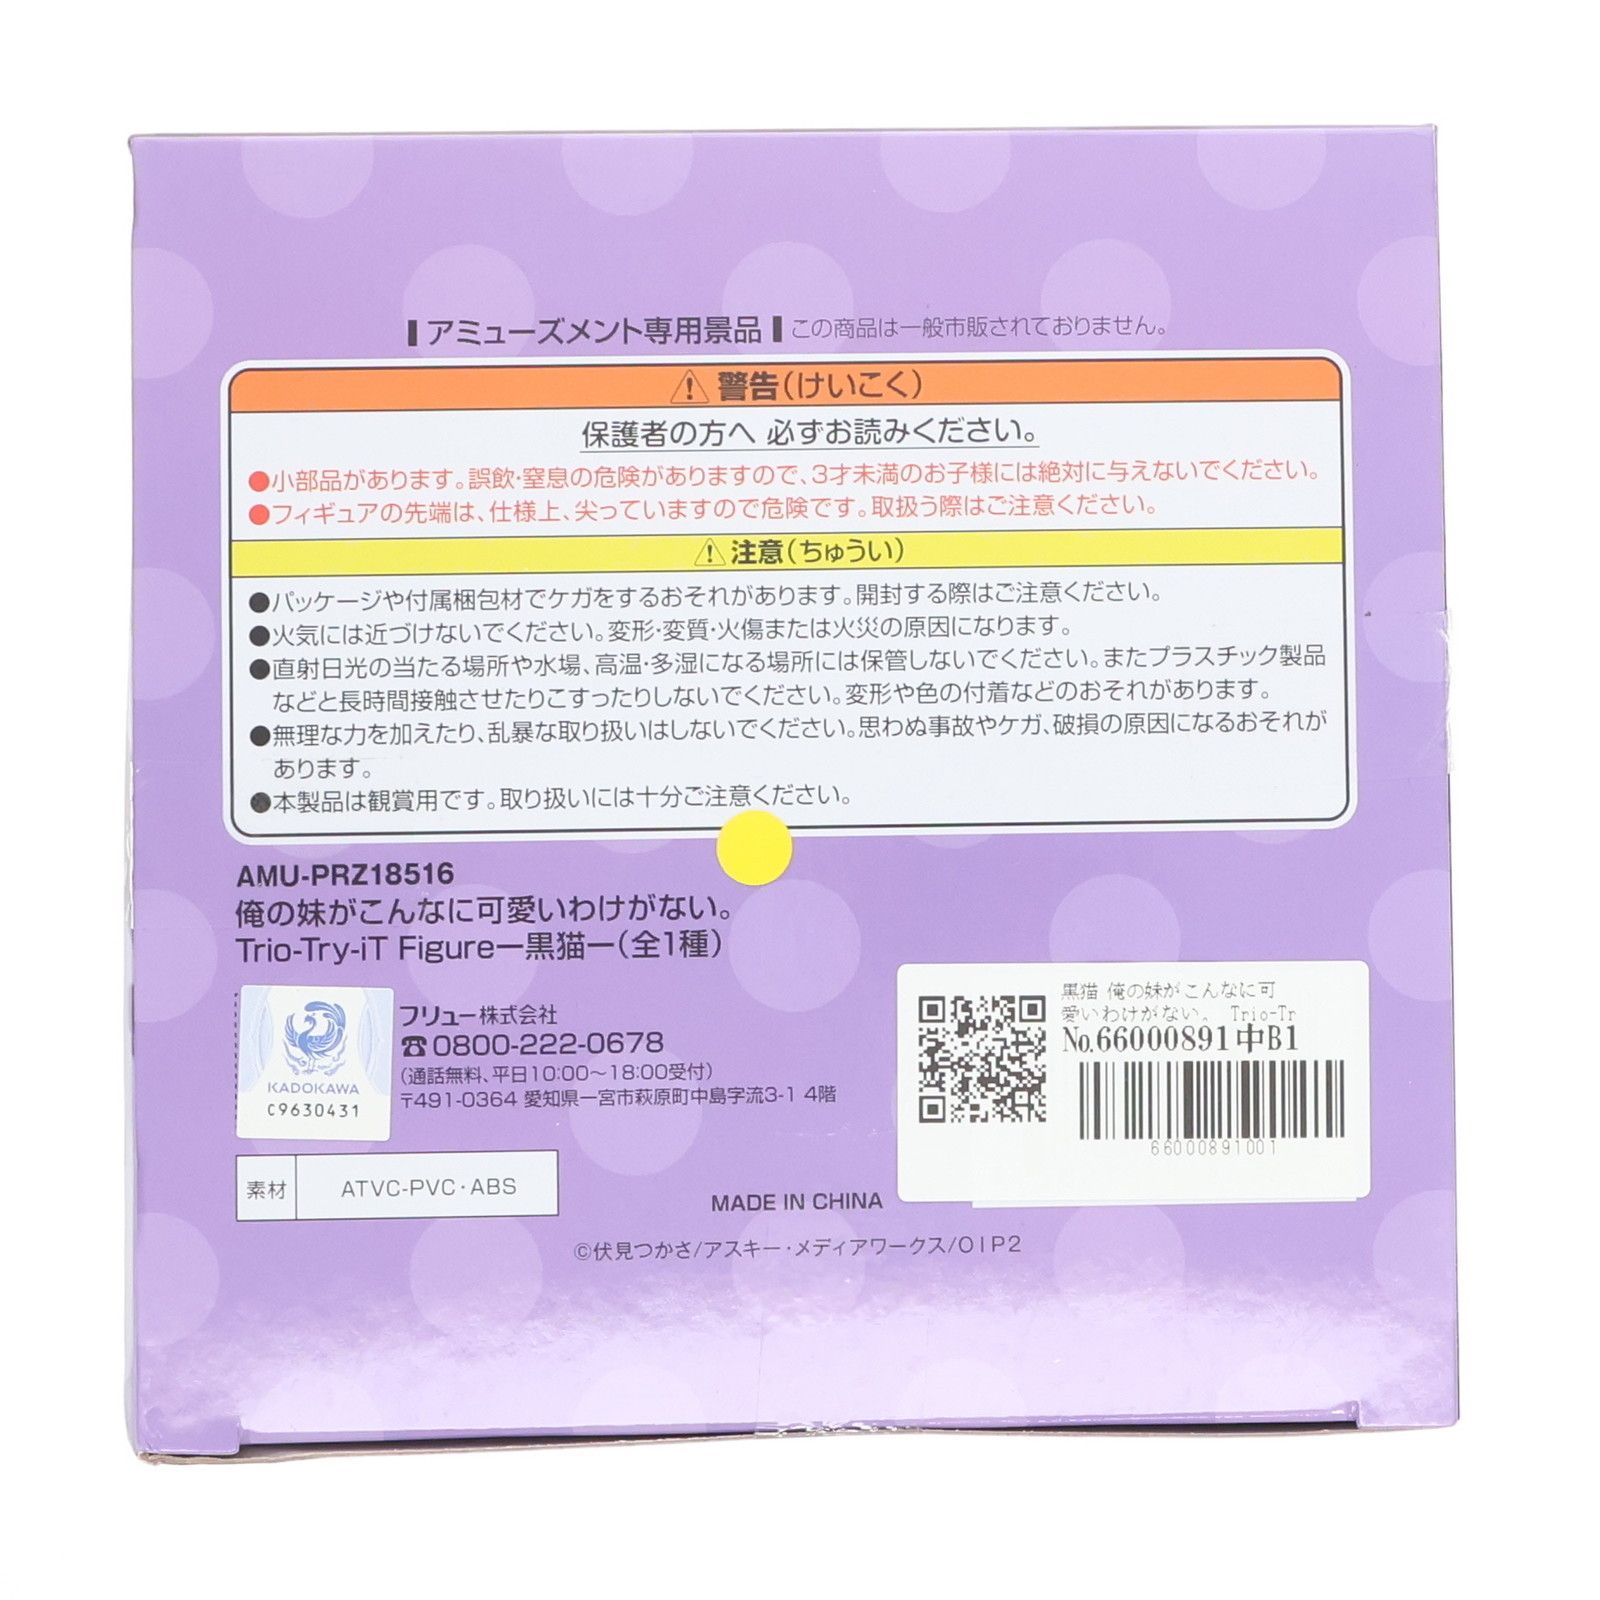 アミューズメント専用景品 この商品は一般市販されておりません。
警告(けいこく)
保護者の方へ 必ずお読みください。
●小部品があります。誤飲・窒息の危険がありますので、3才未満のお子様には絶対に与えないでください。
●フィギュアの先端は、仕様上、尖っていますので危険です。取扱う際はご注意ください。
注意(ちゅうい)
●パッケージや付属梱包材でケガをするおそれがあります。開封する際はご注意ください。
●火気には近づけないでください。変形・変質・火傷または火災の原因になります。
●直射日光の当たる場所や水場、高温・多湿になる場所には保管しないでください。またプラスチック製品
などと長時間接触させたりこすったりしないでください。変形や色の付着などのおそれがあります。
●無理な力を加えたり、乱暴な取り扱いはしないでください。思わぬ事故やケガ、破損の原因になるおそれが
あります。
●本製品は観賞用です。取り扱いには十分ご注意ください。
AMU-PRZ18516
俺の妹がこんなに可愛いわけがない。
Trio-Try-iT Figureー黒猫ー(全1種)
KADOKAWA
C9630431
フリュー株式会社
☎0800-222-0678
(通話無料、平日10:00〜18:00受付)
〒491-0364 愛知県一宮市萩原町中島字流3-1 4階
黒猫 俺の妹がこんなに可
愛いわけがない。 Trio-Tr
No.66000891中B1
66000891001
素材 ATVC-PVC・ABS
MADE IN CHINA
©伏見つかさ/アスキー・メディアワークス/OIP2